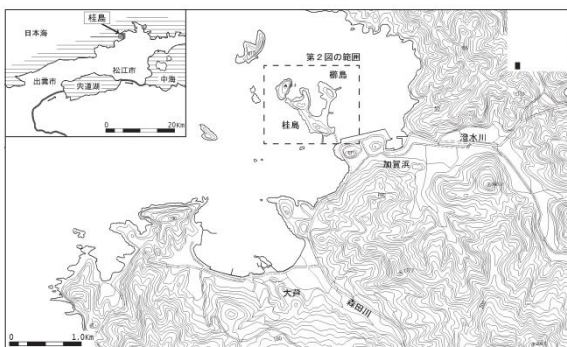 桂島
日本海
出雲市
松江市
宍道湖
中海
0 20Km
第2図の範囲
櫛島
桂島
澄水川
加賀浜
大芦
森田川
0 1.0Km